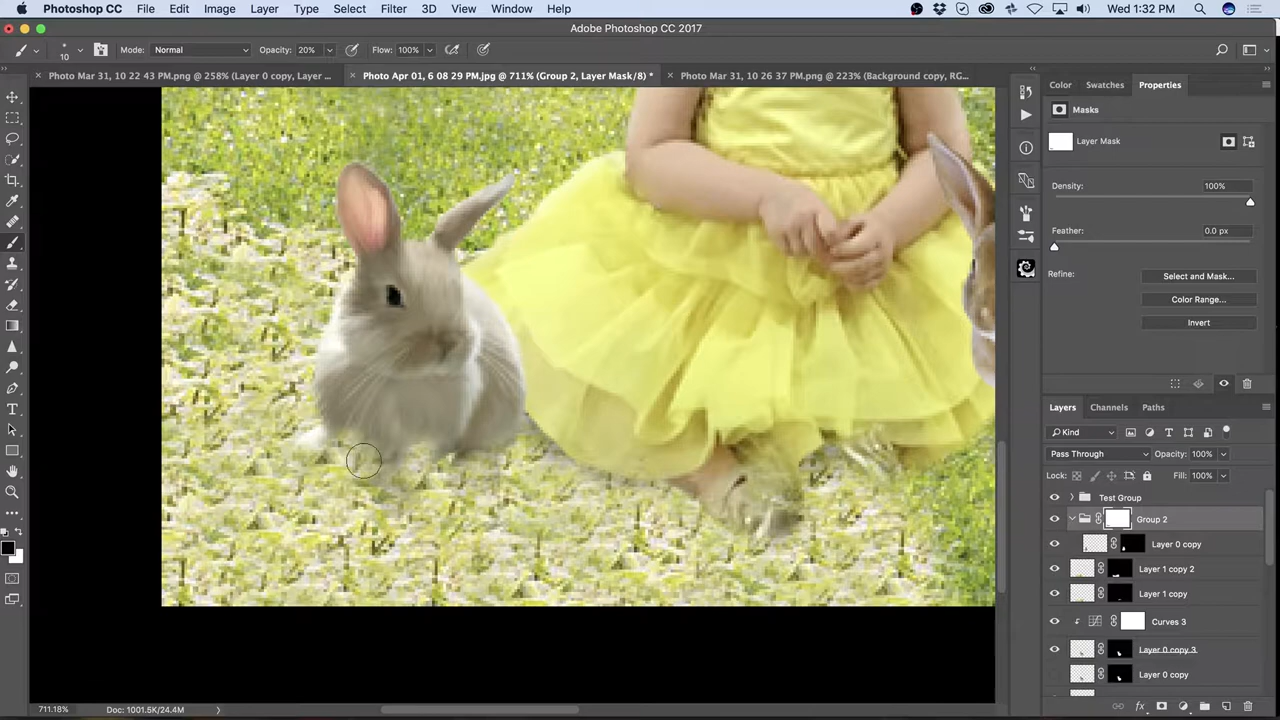 Photoshop CC File Edit Image Layer Type Select Filter 3D View Window Help Wed 1:32 PM
Adobe Photoshop CC 2017
10 Mode: Normal Opacity: 20% Flow: 100%
Photo Mar 31, 10 22 43 PM.png @ 258% (Layer 0 copy, Layer ... Photo Apr 01, 6 08 29 PM.jpg @ 711% (Group 2, Layer Mask/8) * Photo Mar 31, 10 26 37 PM.png @ 223% (Background copy, RG...
Color Swatches Properties
Masks
Layer Mask
Density: 100%
Feather: 0.0 px
Refine: Select and Mask...
Color Range...
Invert
Layers Channels Paths
Kind
Pass Through Opacity: 100%
Lock: Fill: 100%
Test Group
Group 2
Layer 0 copy
Layer 1 copy 2
Layer 1 copy
Curves 3
Layer 0 copy 3
Layer 0 copy
711.18% Doc: 1001.5K/24.4M